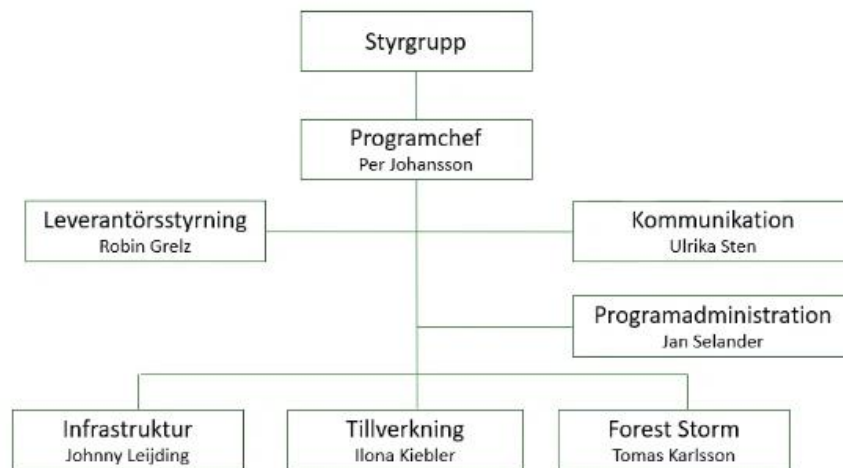 Styrgrupp
Programchef
Per Johansson
Leverantörsstyrning
Robin Grelz
Kommunikation
Ulrika Sten
Programadministration
Jan Selander
Infrastruktur
Johnny Leijding
Tillverkning
Ilona Kiebler
Forest Storm
Tomas Karlsson